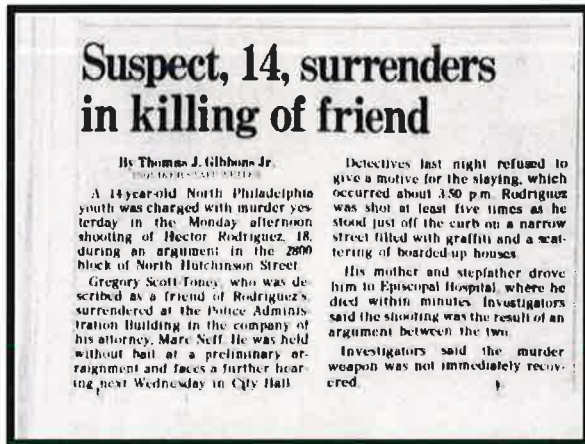 Suspect, 14, surrenders
in killing of friend
By Thomas J. Gibbons Jr.
INQUIRER STAFF WRITER
A 14-year-old North Philadelphia
youth was charged with murder yes-
terday in the Monday afternoon
shooting of Hector Rodriguez, 18,
during an argument in the 2800
block of North Hutchinson Street.
Gregory Scott-Toney, who was de-
scribed as a friend of Rodriguez's,
surrendered at the Police Adminis-
tration Building in the company of
his attorney, Marc Neff. He was held
without bail at a preliminary ar-
raignment and faces a further hear-
ing next Wednesday in City Hall.
Detectives last night refused to
give a motive for the slaying, which
occurred about 3:50 p.m. Rodriguez
was shot at least five times as he
stood just off the curb on a narrow
street filled with graffiti and a scat-
tering of boarded-up houses.
His mother and stepfather drove
him to Episcopal Hospital, where he
died within minutes. Investigators
said the shooting was the result of an
argument between the two.
Investigators said the murder
weapon was not immediately recov-
ered.